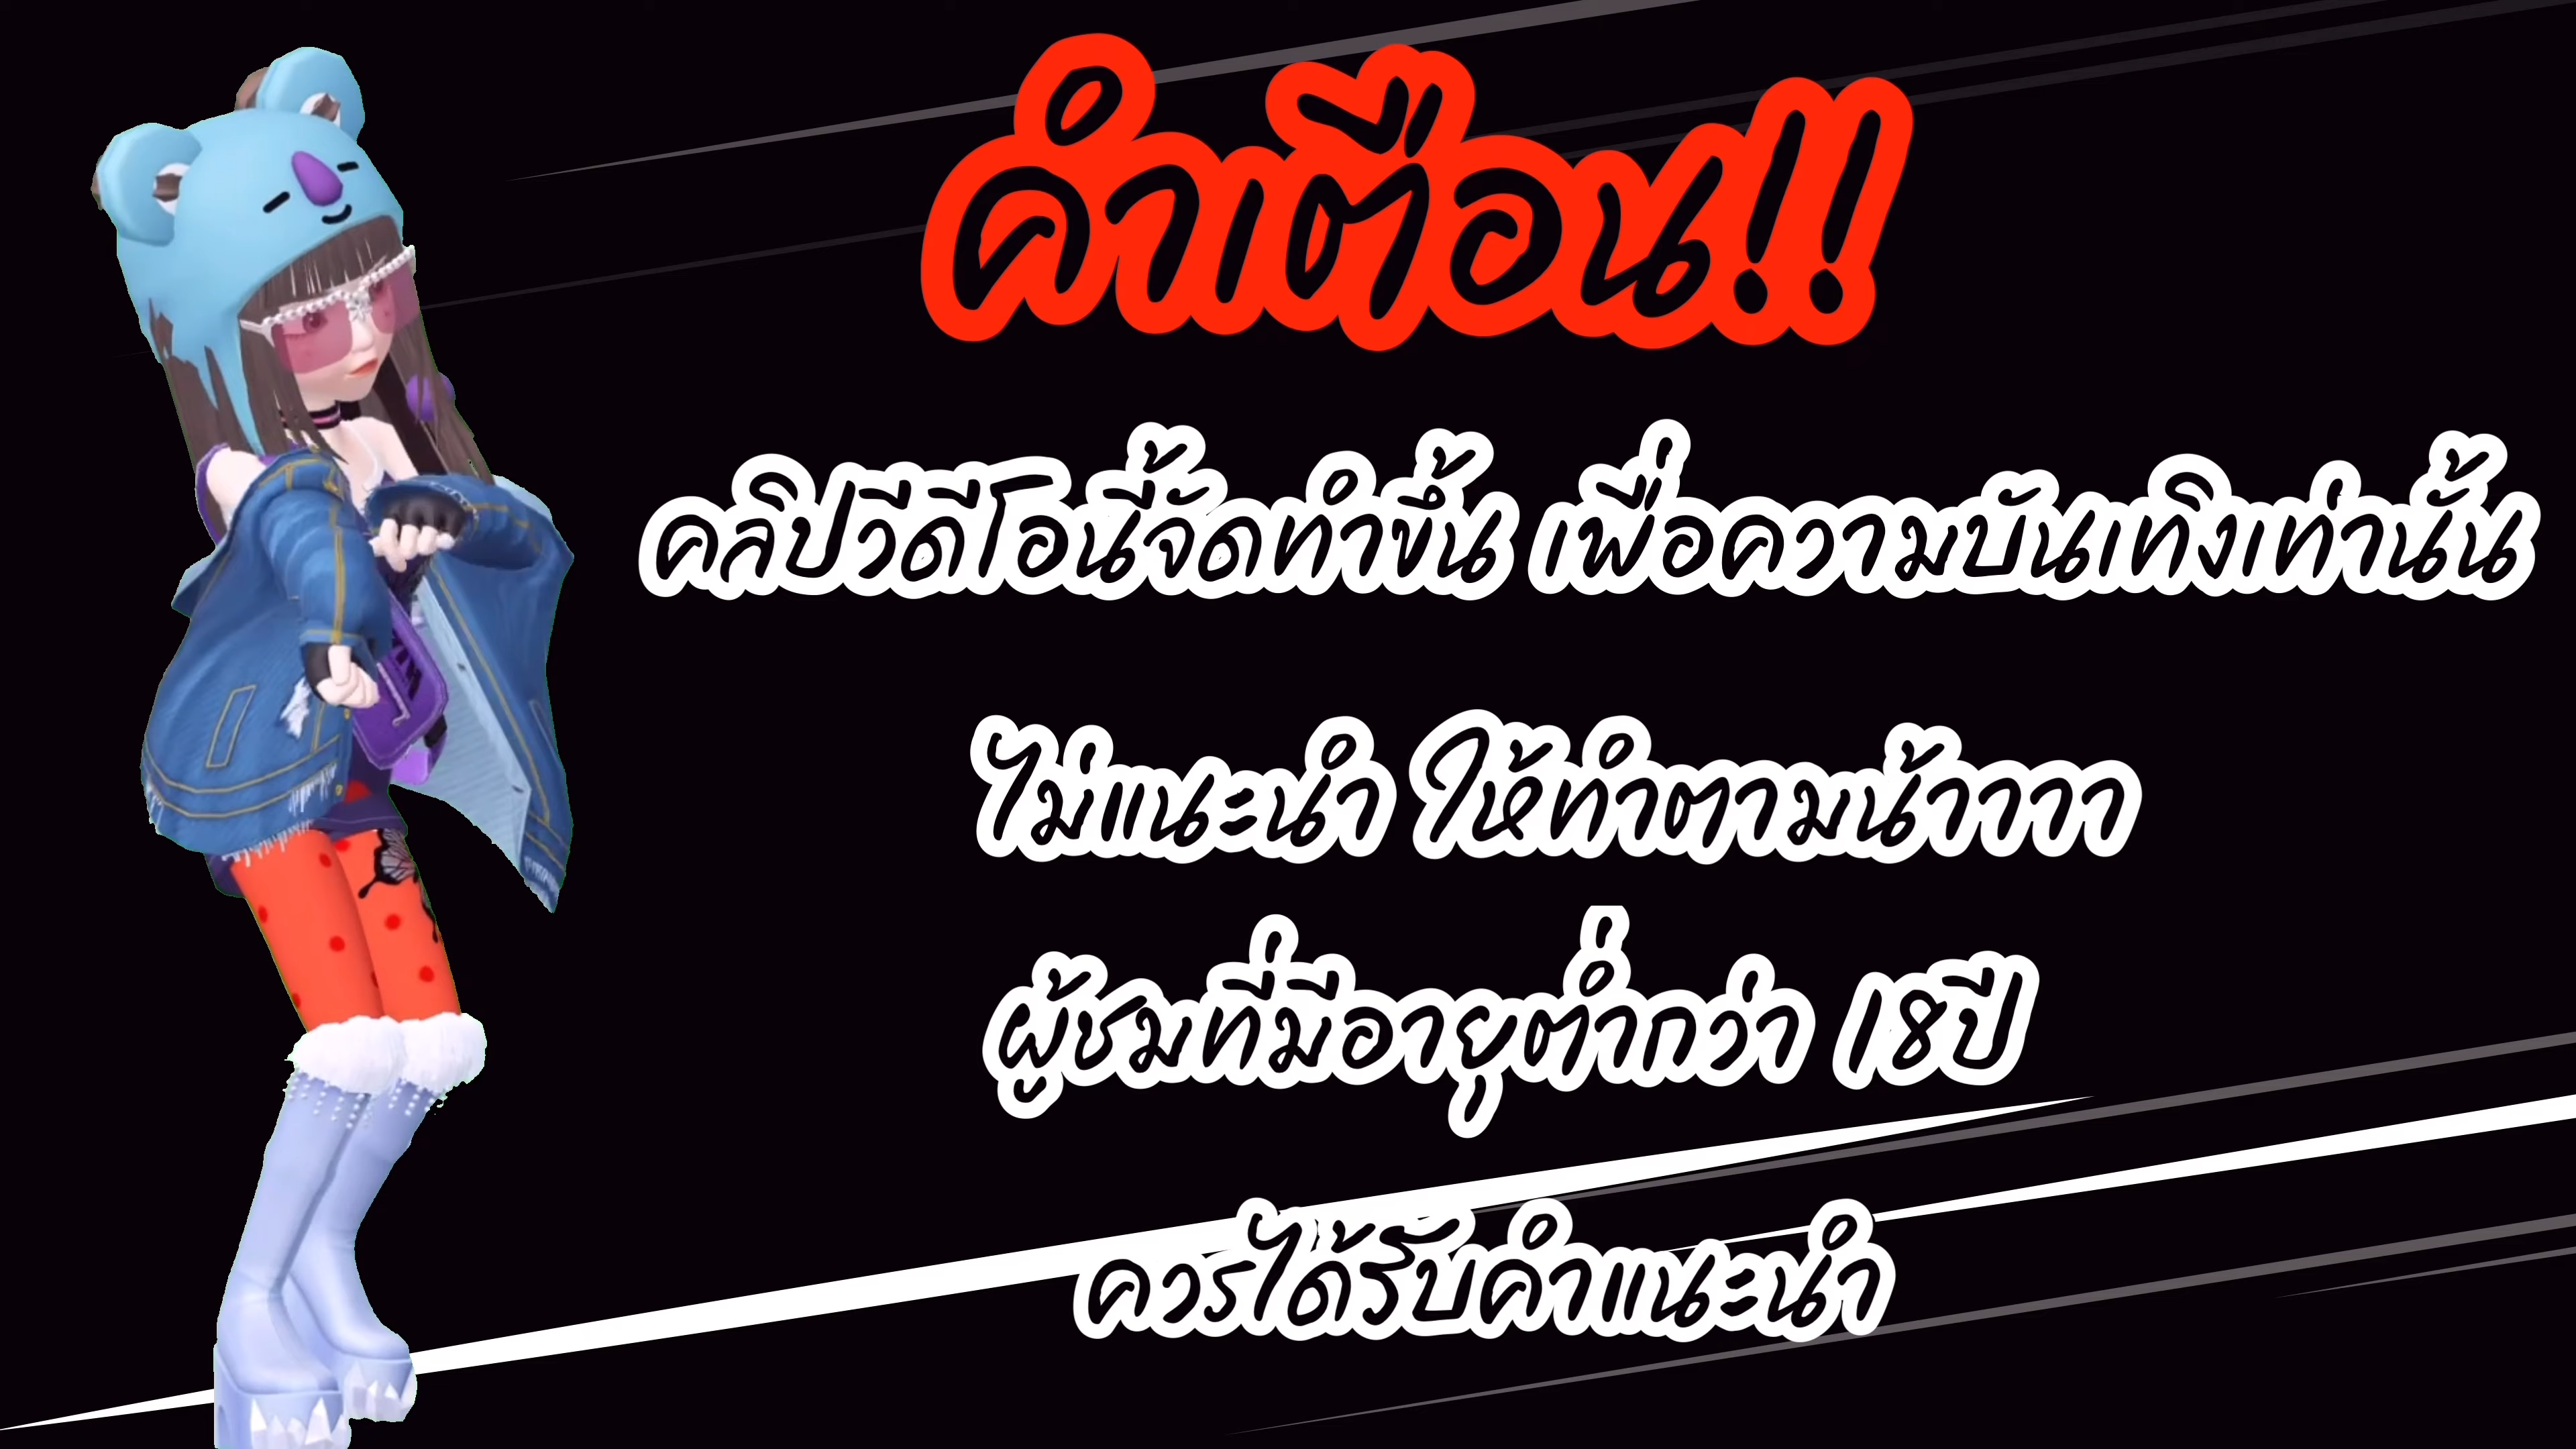 คำเตือน!!
คลิปวีดีโอนี้จัดทำขึ้น เพื่อความบันเทิงเท่านั้น
ไม่แนะนำ ให้ทำตามน้าาาา
ผู้ชมที่มีอายุต่ำกว่า 18ปี
ควรได้รับคำแนะนำ